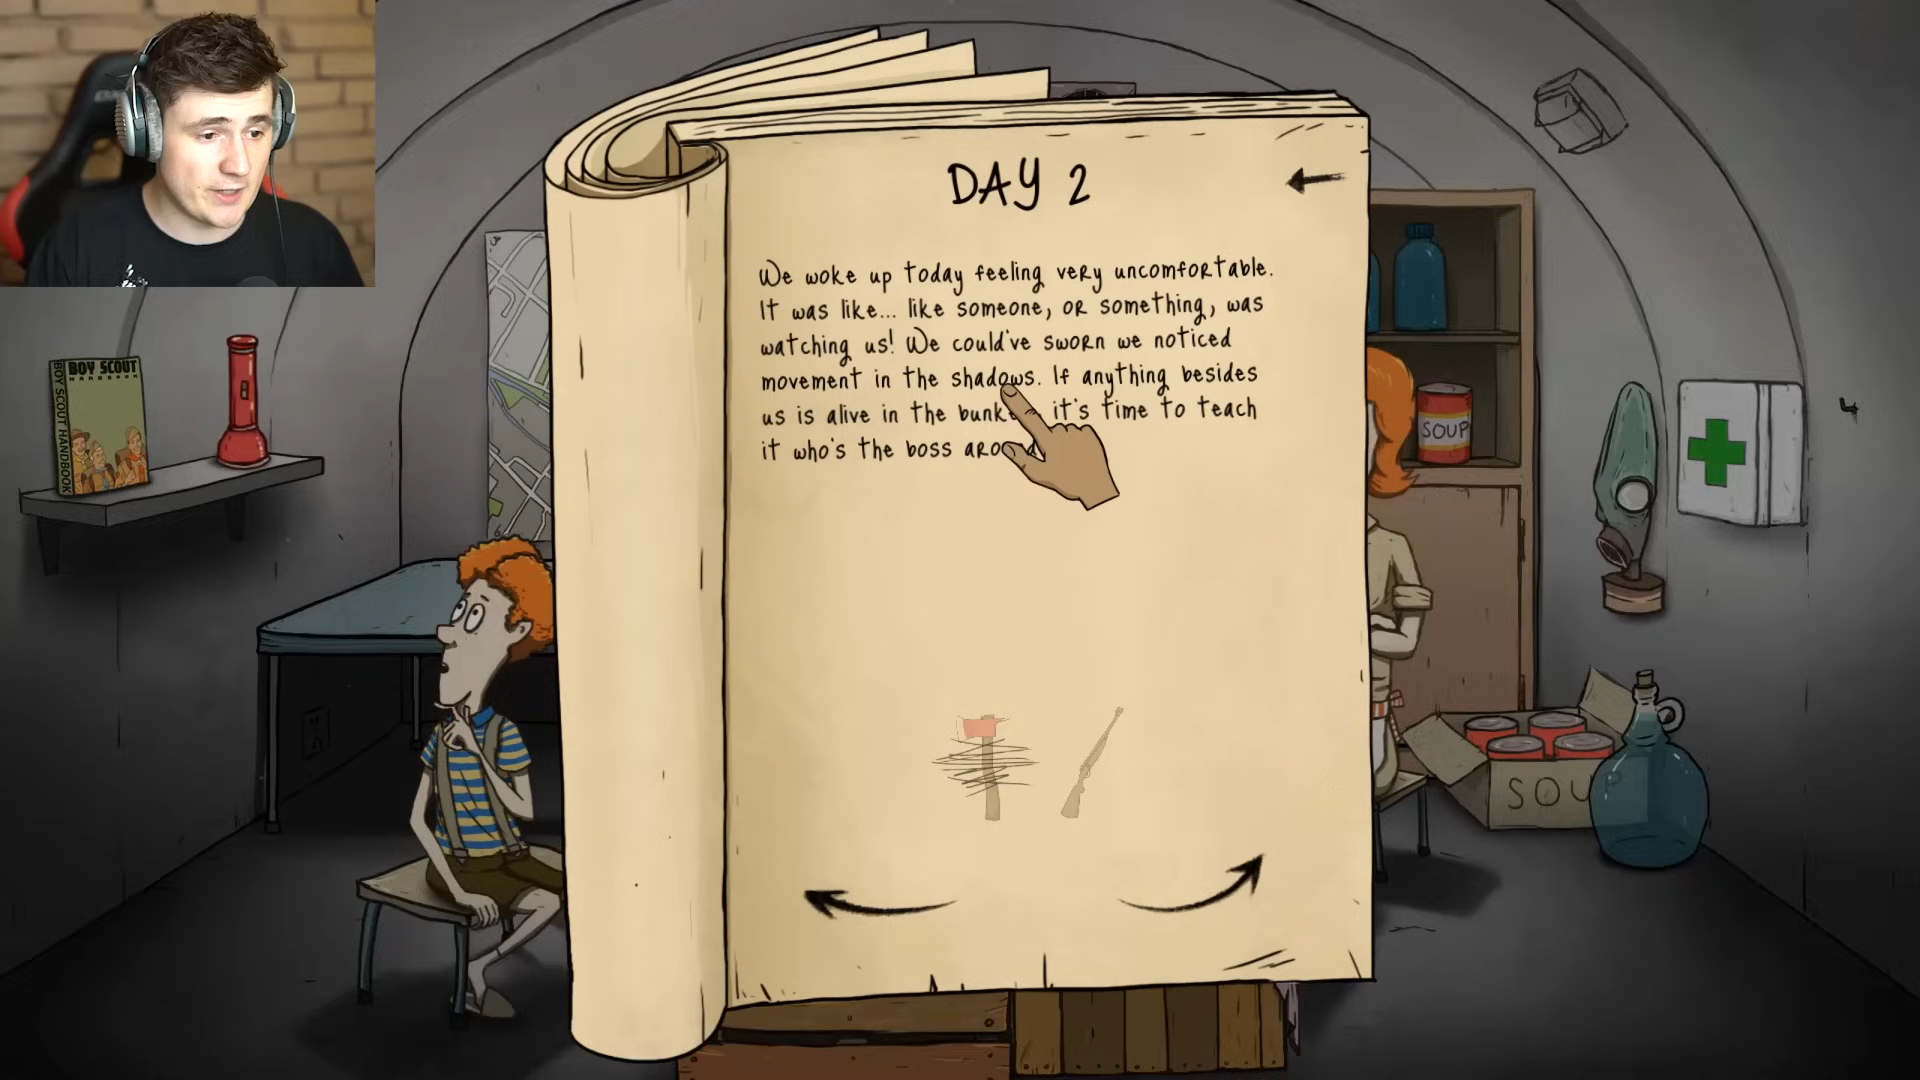 DAY 2
We woke up today feeling very uncomfortable.
It was like... like someone, or something, was
watching us! We could've sworn we noticed
movement in the shadows. If anything besides
us is alive in the it's time to teach
it who's the boss
BOY SCOUT
HANDBOOK
BOY SCOUT HANDBOOK
SOUP
SOU